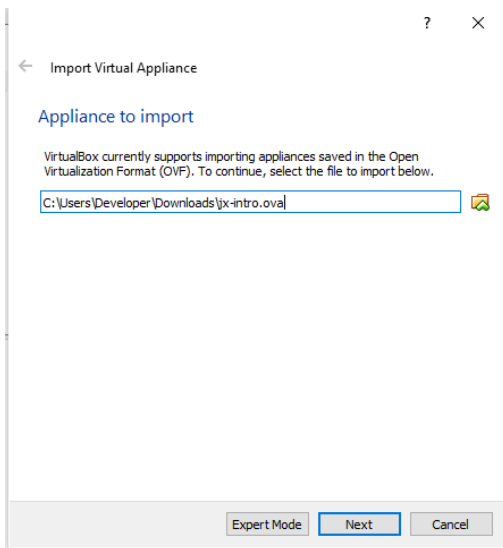 ?
Import Virtual Appliance
Appliance to import
VirtualBox currently supports importing appliances saved in the Open
Virtualization Format (OVF). To continue, select the file to import below.
C:\Users\Developer\Downloads\jx-intro.ova
Expert Mode
Next
Cancel